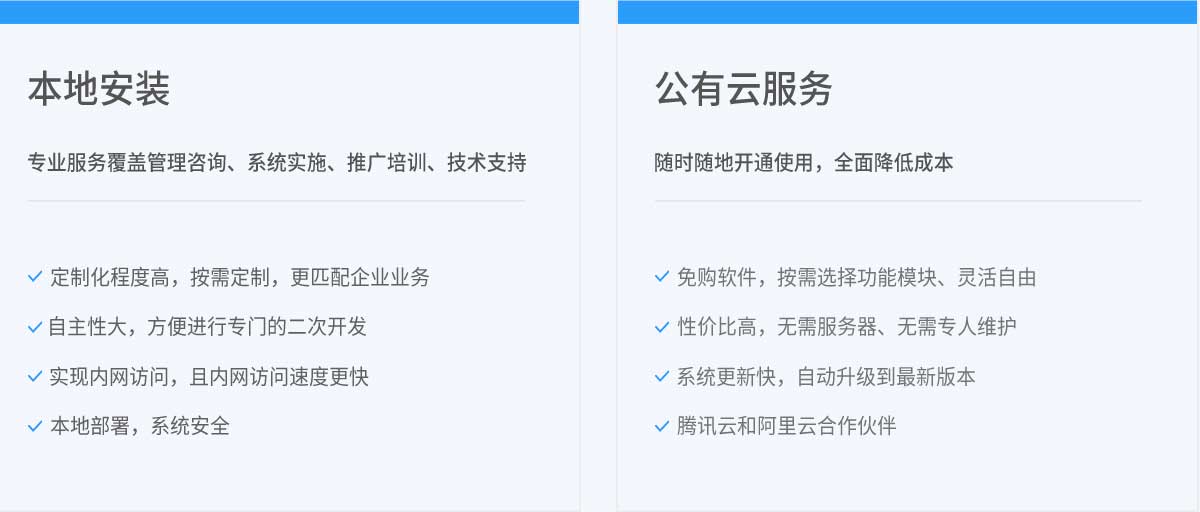 本地安装
专业服务覆盖管理咨询、系统实施、推广培训、技术支持
定制化程度高，按需定制，更匹配企业业务
自主性大，方便进行专门的二次开发
实现内网访问，且内网访问速度更快
本地部署，系统安全
公有云服务
随时随地开通使用，全面降低成本
免购软件，按需选择功能模块、灵活自由
性价比高，无需服务器、无需专人维护
系统更新快，自动升级到最新版本
腾讯云和阿里云合作伙伴